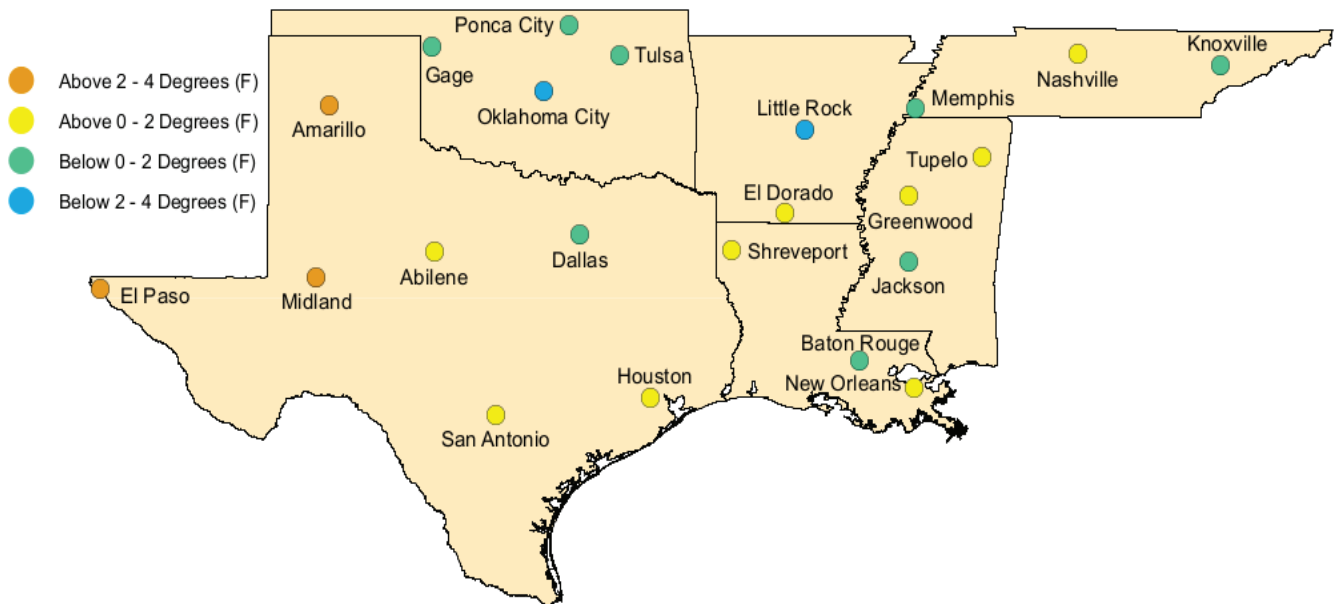 Above 2 - 4 Degrees (F)
Above 0 - 2 Degrees (F)
Below 0 - 2 Degrees (F)
Below 2 - 4 Degrees (F)
Ponca City
Tulsa
Gage
Oklahoma City
Amarillo
Little Rock
Nashville
Knoxville
Memphis
Tupelo
El Dorado
Greenwood
Shreveport
Dallas
Abilene
Jackson
El Paso
Midland
Baton Rouge
New Orleans
Houston
San Antonio